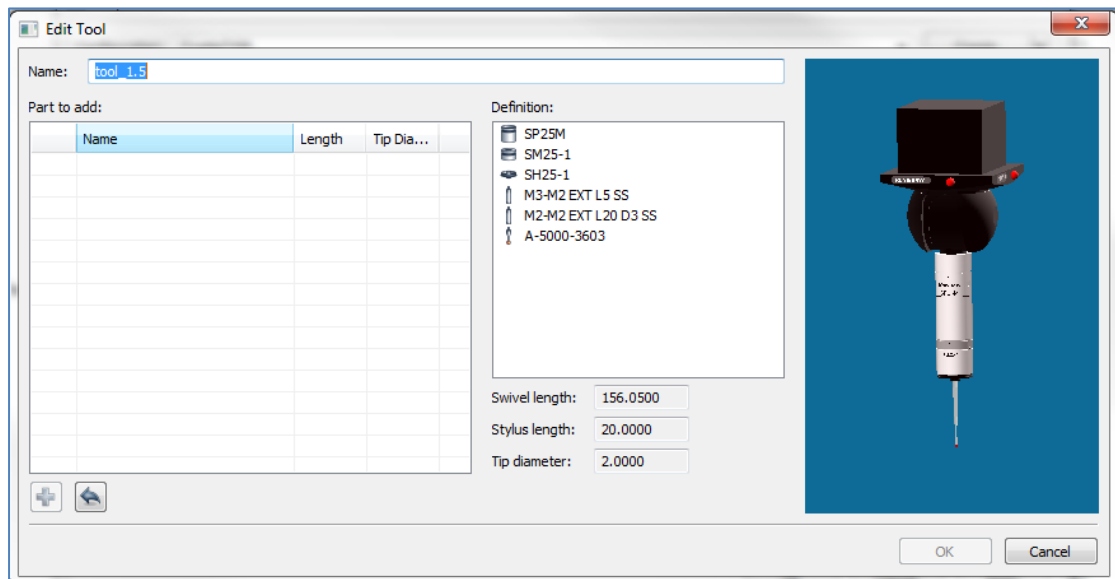 Edit Tool
Name: tool_1.5
Part to add:
Name Length Tip Dia...
Definition:
SP25M
SM25-1
SH25-1
M3-M2 EXT L5 SS
M2-M2 EXT L20 D3 SS
A-5000-3603
Swivel length: 156.0500
Stylus length: 20.0000
Tip diameter: 2.0000
OK Cancel